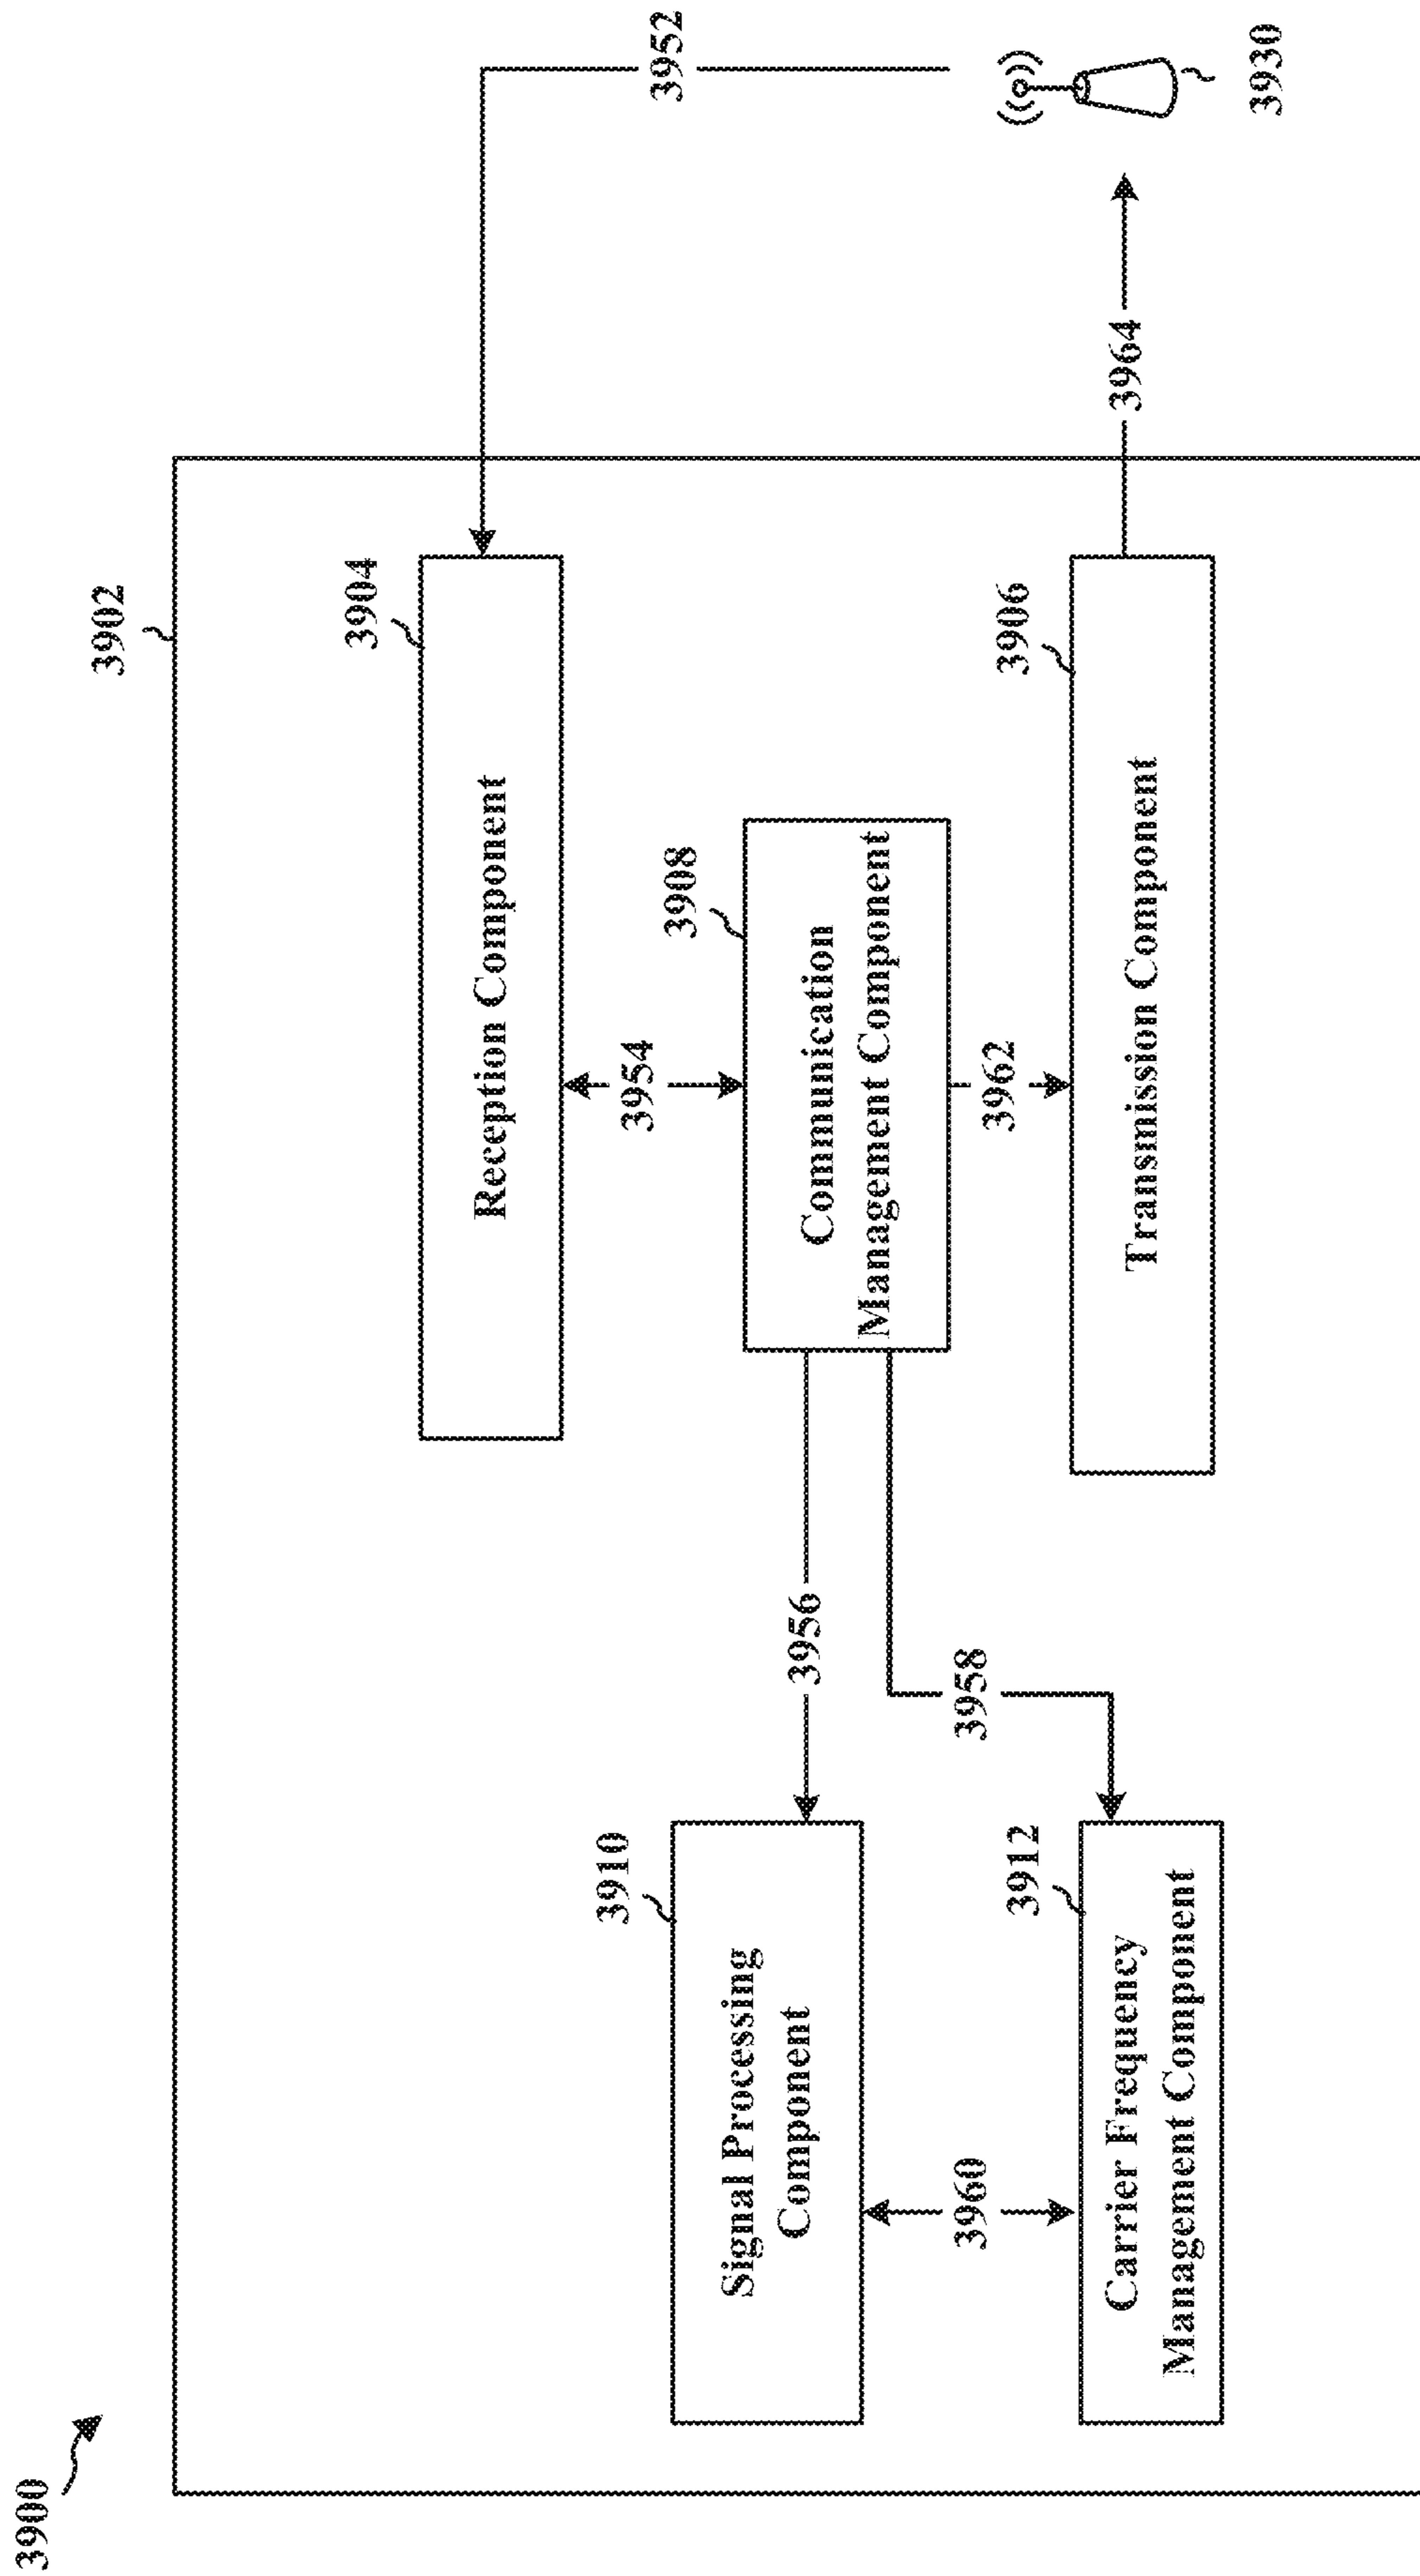 3900
3902
3904
Reception Component
3952
3954
3908
Communication
Management Component
3910
Signal Processing
Component
3956
3958
3960
3962
3906
Transmission Component
3964
3930
3912
Carrier Frequency
Management Component